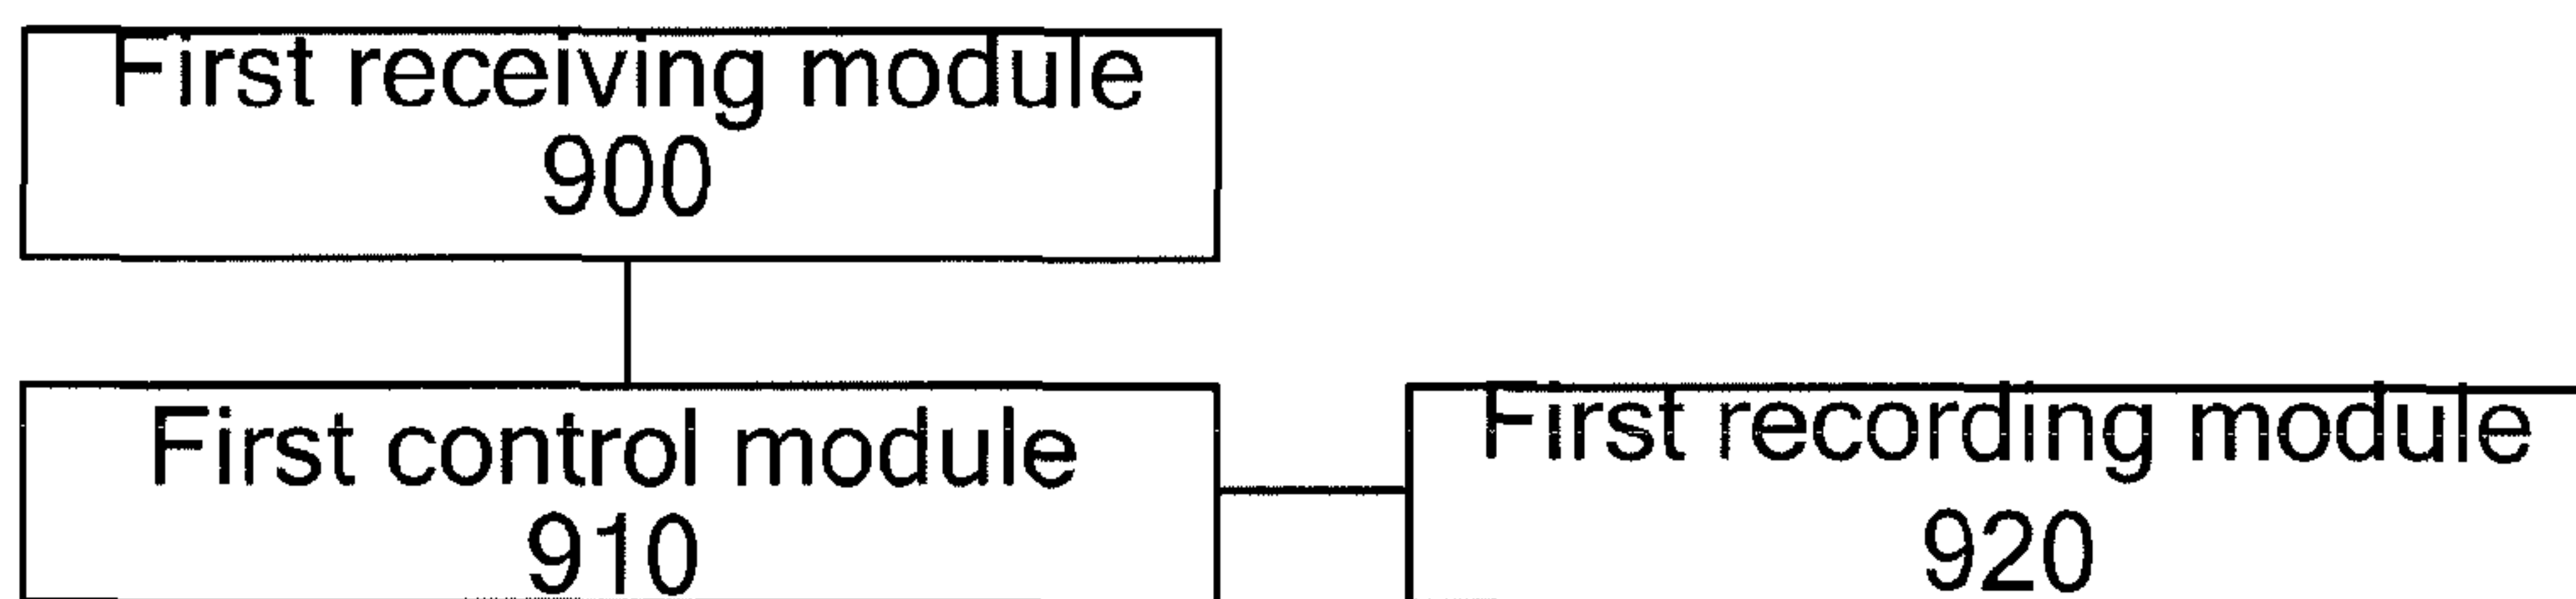 First receiving module
900
First control module
910
First recording module
920